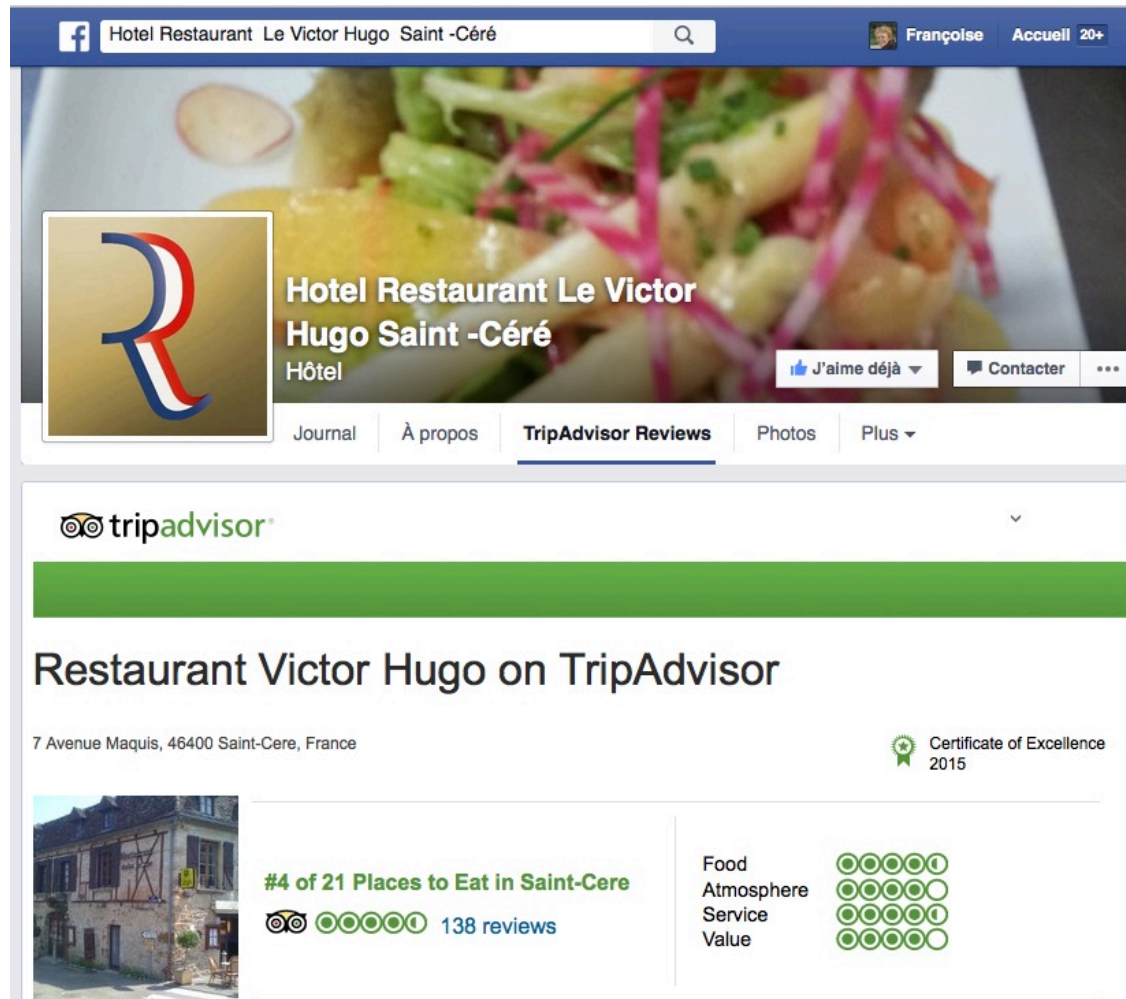 Hotel Restaurant Le Victor Hugo Saint -Céré
Françoise
Accueil 20+
Hotel Restaurant Le Victor
Hugo Saint -Céré
Hôtel
J'aime déjà
Contacter
Journal
À propos
TripAdvisor Reviews
Photos
Plus
tripadvisor
Restaurant Victor Hugo on TripAdvisor
7 Avenue Maquis, 46400 Saint-Cere, France
Certificate of Excellence
2015
#4 of 21 Places to Eat in Saint-Cere
138 reviews
Food
Atmosphere
Service
Value